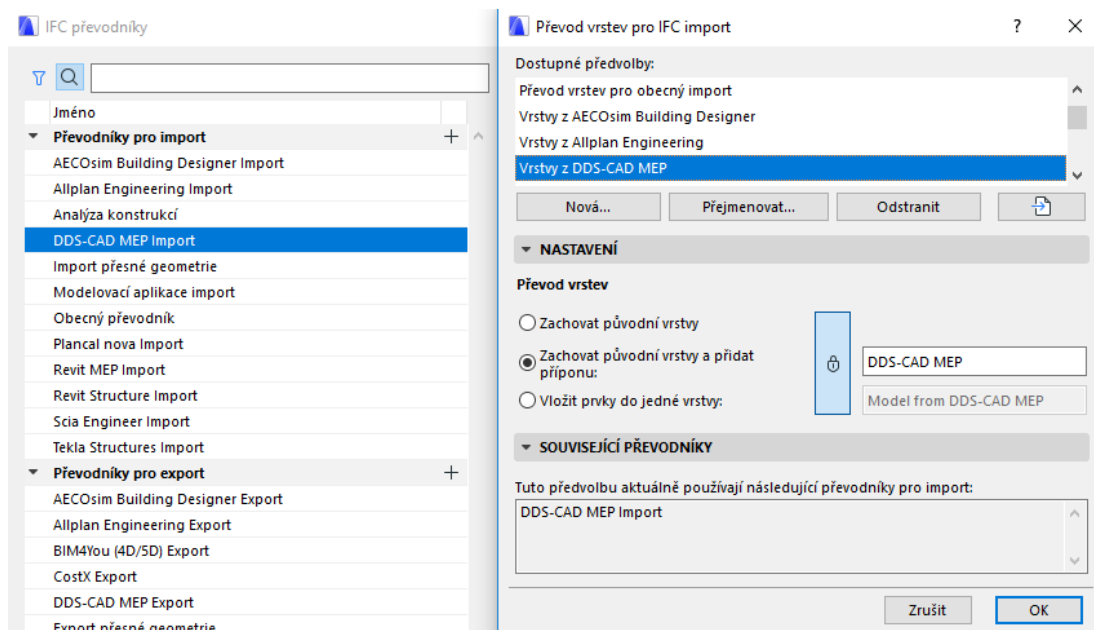 IFC převodníky
Jméno
Převodníky pro import
AECOsim Building Designer Import
Allplan Engineering Import
Analýza konstrukcí
DDS-CAD MEP Import
Import přesné geometrie
Modelovací aplikace import
Obecný převodník
Plancal nova Import
Revit MEP Import
Revit Structure Import
Scia Engineer Import
Tekla Structures Import
Převodníky pro export
AECOsim Building Designer Export
Allplan Engineering Export
BIM4You (4D/5D) Export
CostX Export
DDS-CAD MEP Export
Export přesné geometrie
Převod vrstev pro IFC import
Dostupné předvolby:
Převod vrstev pro obecný import
Vrstvy z AECOsim Building Designer
Vrstvy z Allplan Engineering
Vrstvy z DDS-CAD MEP
Nová... Přejmenovat... Odstranit
NASTAVENÍ
Převod vrstev
Zachovat původní vrstvy
Zachovat původní vrstvy a přidat
příponu:
DDS-CAD MEP
Vložit prvky do jedné vrstvy:
Model from DDS-CAD MEP
SOUVISEJÍCÍ PŘEVODNÍKY
Tuto předvolbu aktuálně používají následující převodníky pro import:
DDS-CAD MEP Import
Zrušit OK